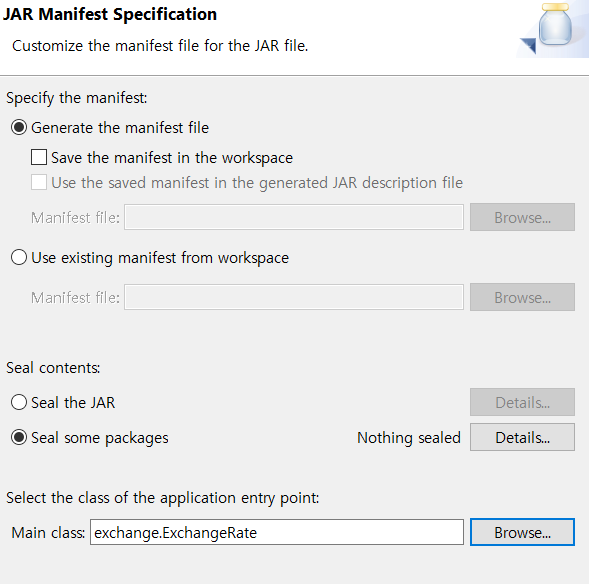 JAR Manifest Specification
Customize the manifest file for the JAR file.
Specify the manifest:
Generate the manifest file
Save the manifest in the workspace
Use the saved manifest in the generated JAR description file
Manifest file: Browse...
Use existing manifest from workspace
Manifest file: Browse...
Seal contents:
Seal the JAR Details...
Seal some packages Nothing sealed Details...
Select the class of the application entry point:
Main class: exchange.ExchangeRate Browse...